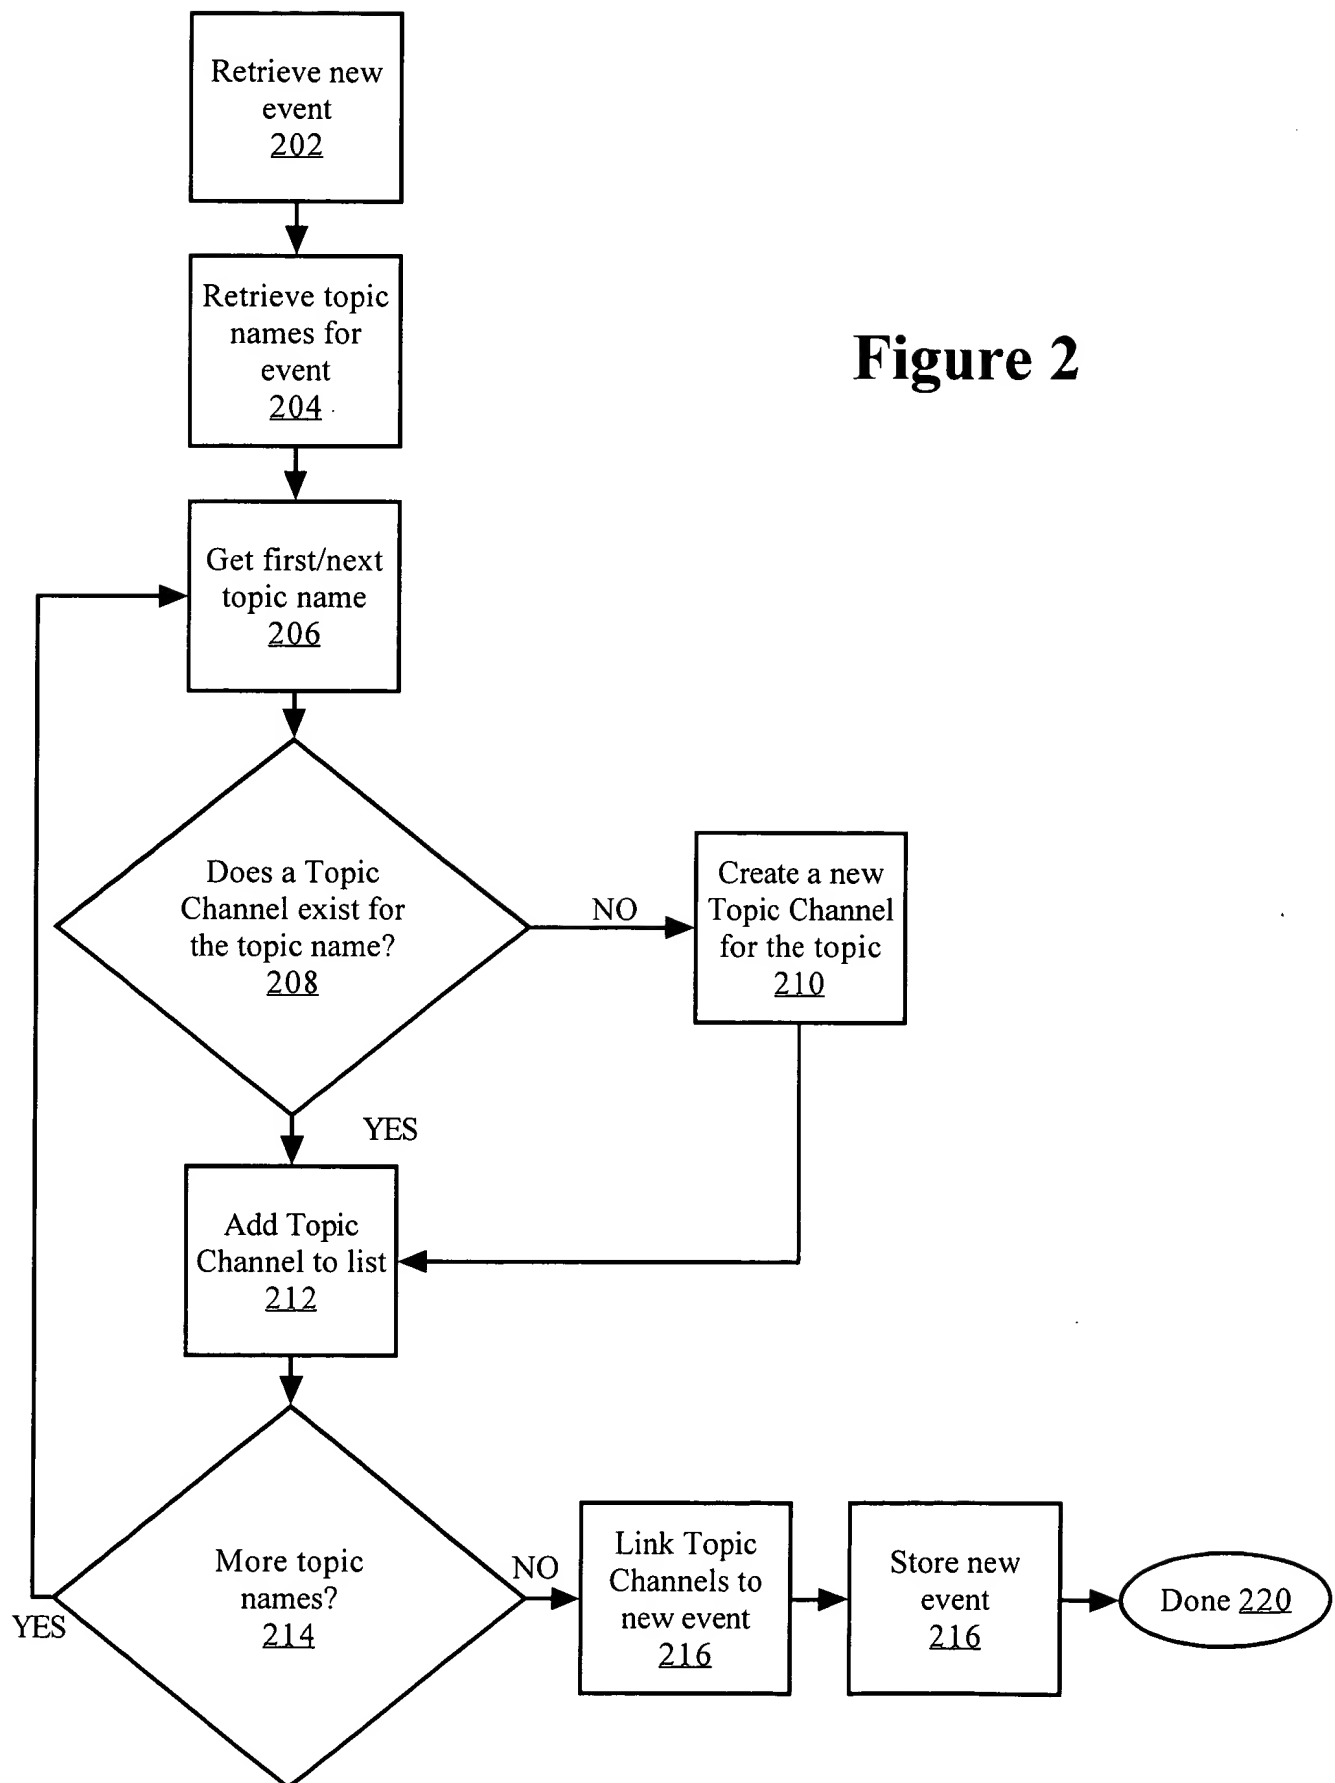 Retrieve new
event
202
Retrieve topic
names for
event
204
Figure 2
Get first/next
topic name
206
Does a Topic
Channel exist for
the topic name?
208
NO
Create a new
Topic Channel
for the topic
210
YES
Add Topic
Channel to list
212
More topic
names?
214
YES
NO
Link Topic
Channels to
new event
216
Store new
event
216
Done 220